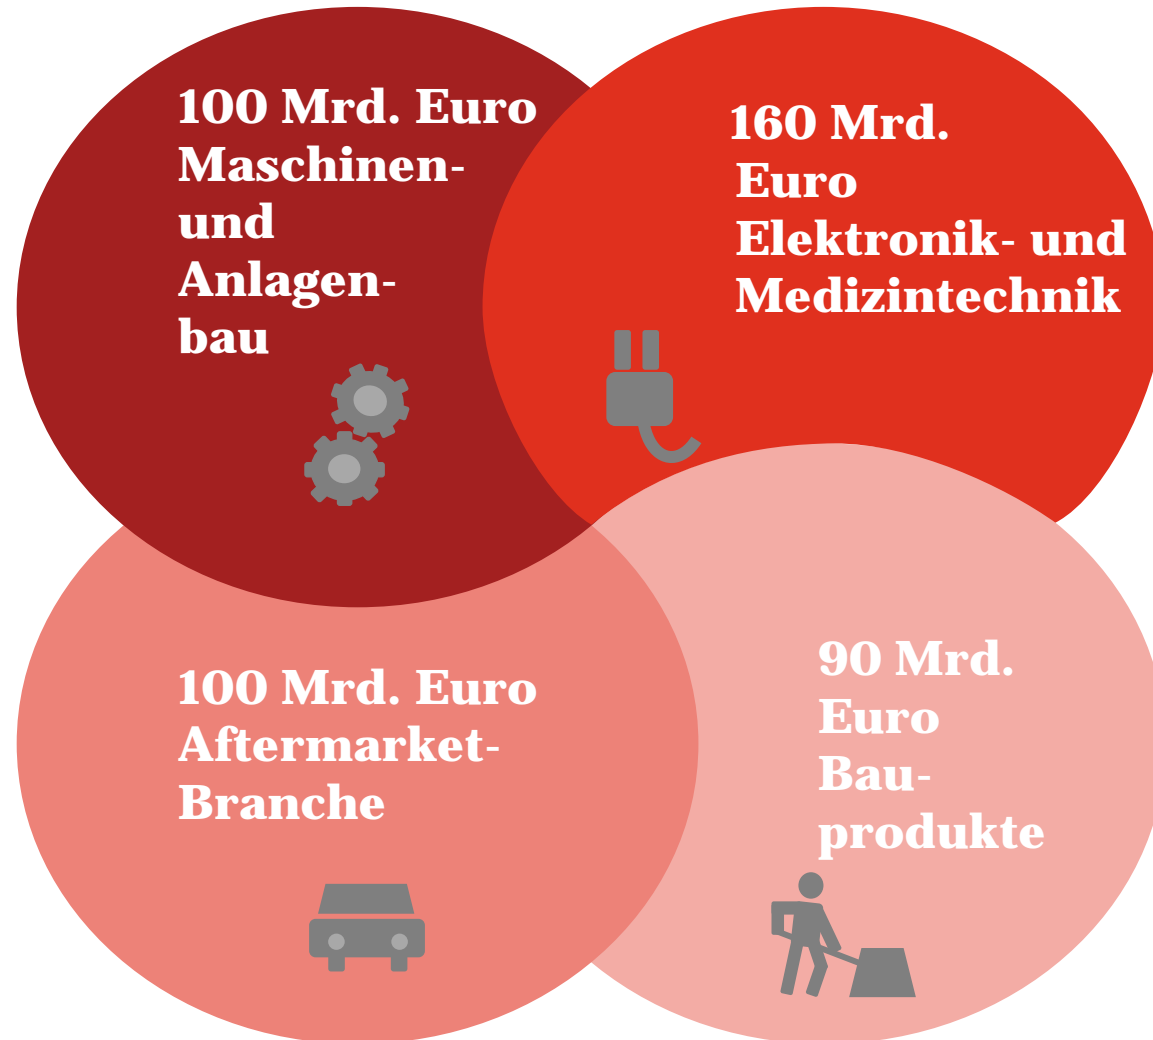 100 Mrd. Euro
Maschinen-
und
Anlagen-
bau
160 Mrd.
Euro
Elektronik- und
Medizintechnik
100 Mrd. Euro
Aftermarket-
Branche
90 Mrd.
Euro
Bau-
produkte